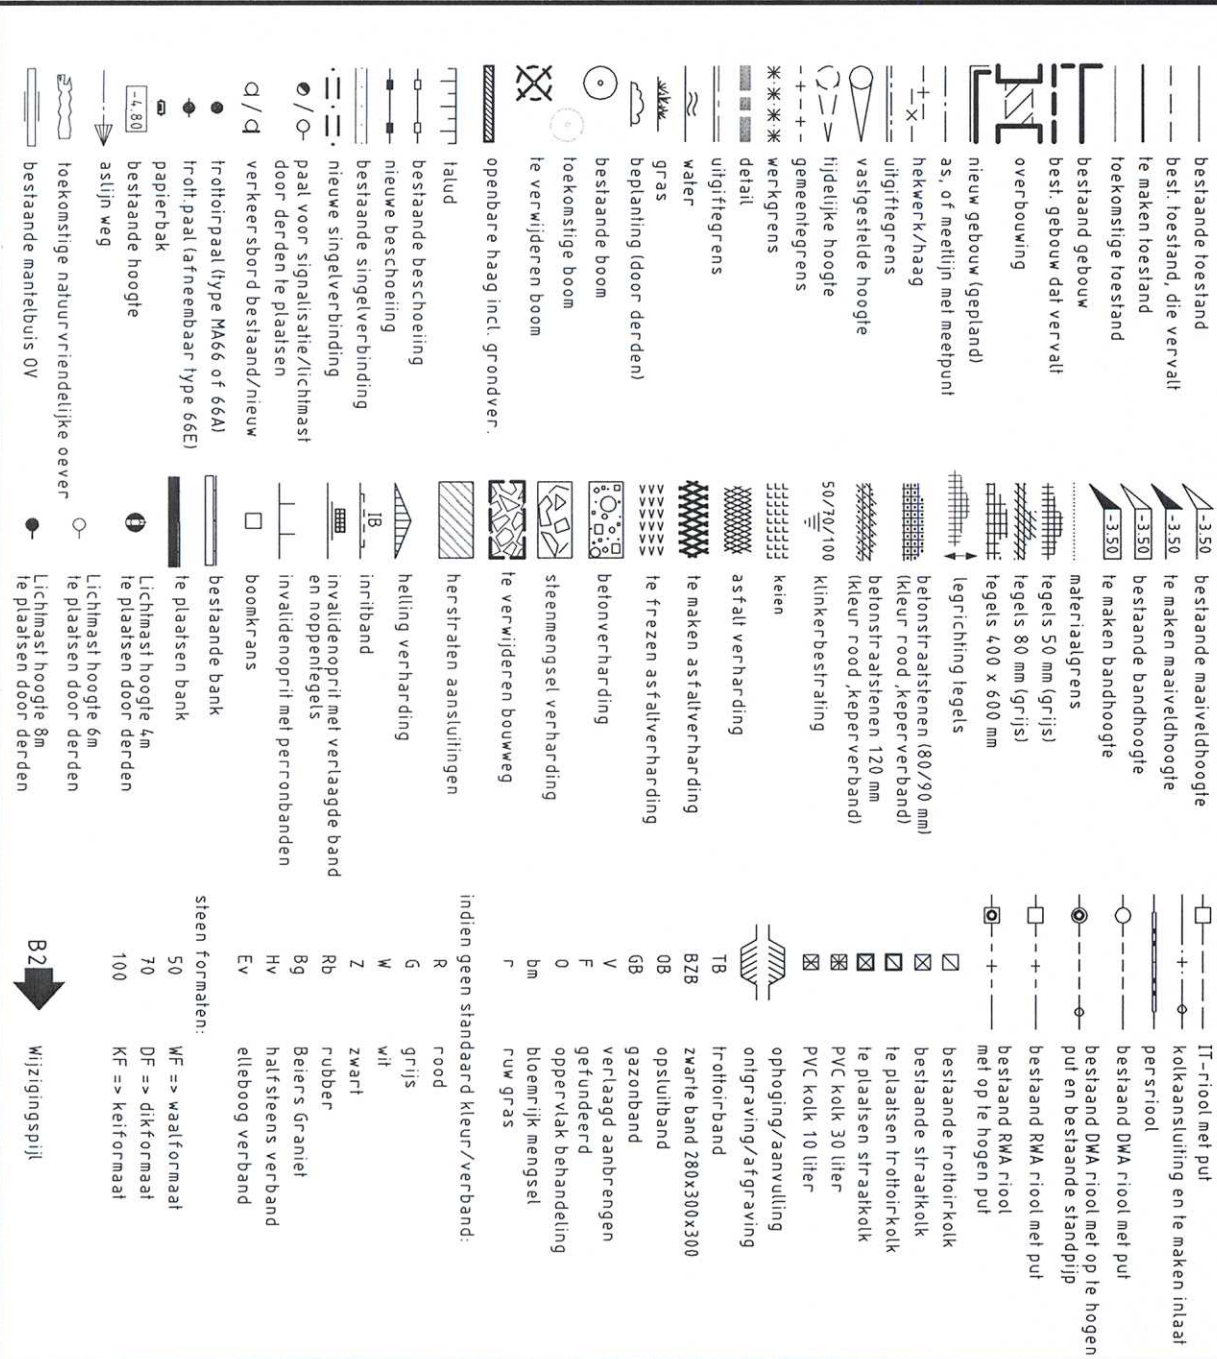 bestaande toestand
best. toestand, die vervalt
te maken toestand
toekomstige toestand
bestaand gebouw
best. gebouw dat vervalt
overbouwing
nieuw gebouw (gepland)
as, of meetlijn met meetpunt
hekwerk/haag
uitgiftegrens
vastgestelde hoogte
tijdelijke hoogte
gemeentegrens
werkgrens
detail
uitgiftegrens
water
gras
beplanting (door derden)
bestaande boom
toekomstige boom
te verwijderen boom
openbare haag incl. grondver.
talud
bestaande beschoeiing
nieuwe beschoeiing
bestaande singelverbinding
nieuwe singelverbinding
paal voor signalisatie/lichtmast
door derden te plaatsen
verkeersbord bestaand/nieuw
trottoirpaal (type MA66 of 66A)
trott.paal (afneembaar type 66E)
papierbak
-4.80 bestaande hoogte
aslijn weg
toekomstige natuurvriendelijke oever
bestaande mantelbuis OV
-3.50 bestaande maaiveldhoogte
-3.50 te maken maaiveldhoogte
-3.50 bestaande bandhoogte
-3.50 te maken bandhoogte
materiaalgrens
tegels 50 mm (grijs)
tegels 80 mm (grijs)
tegels 400 x 600 mm
legrichting tegels
betonstraatstenen (80/90 mm)
(kleur rood ,keperverband)
betonstraatstenen 120 mm
(kleur rood ,keperverband)
50/70/100 klinkerbestrating
keien
asfalt verharding
te maken asfaltverharding
te frezen asfaltverharding
betonverharding
steenmengsel verharding
te verwijderen bouwweg
herstraten aansluitingen
helling verharding
IB inritband
invalidenoprit met verlaagde band
en noppentegels
invalidenoprit met perronbanden
boomkrans
bestaande bank
te plaatsen bank
Lichtmast hoogte 4m
te plaatsen door derden
Lichtmast hoogte 6m
te plaatsen door derden
Lichtmast hoogte 8m
te plaatsen door derden
IT-riool met put
kolkaansluiting en te maken inlaat
persriool
bestaand DWA riool met put
bestaand DWA riool met op te hogen
put en bestaande standpijp
bestaand RWA riool met put
bestaand RWA riool
met op te hogen put
bestaande trottoirkolk
bestaande straatkolk
te plaatsen trottoirkolk
te plaatsen straatkolk
PVC kolk 30 liter
PVC kolk 10 liter
ophoging/aanvulling
ontgraving/afgraving
TB trottoirband
BZB zwarte band 280x300x300
OB opsluitband
GB gazonband
V verlaagd aanbrengen
F gefundeerd
O oppervlak behandeling
bm bloemrijk mengsel
r ruw gras
indien geen standaard kleur/verband:
R rood
G grijs
W wit
Z zwart
Rb rubber
Bg Beiers Graniet
Hv halfsteens verband
Ev elleboog verband
steen formaten:
50 WF => waalformaat
70 DF => dikformaat
100 KF => keiformaat
B2 Wijzigingspijl